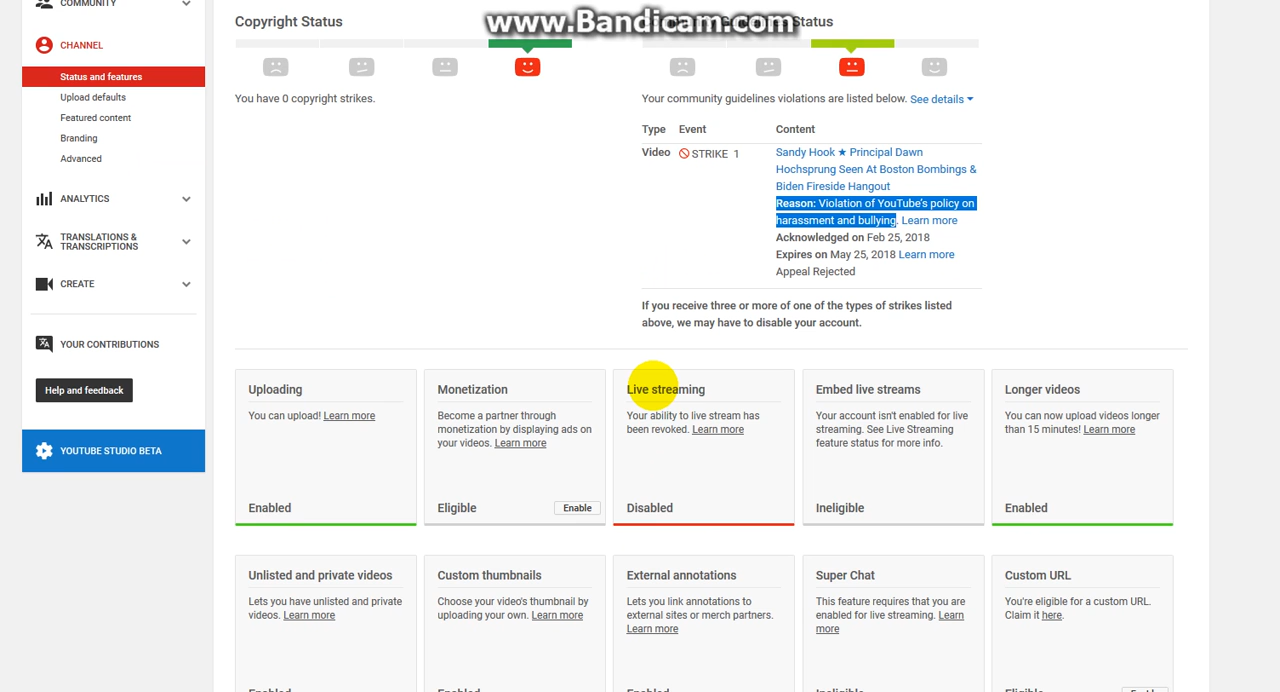 COMMUNITY
CHANNEL
Status and features
Upload defaults
Featured content
Branding
Advanced
ANALYTICS
TRANSLATIONS &
TRANSCRIPTIONS
CREATE
YOUR CONTRIBUTIONS
Help and feedback
YOUTUBE STUDIO BETA
www.Bandicam.com
Copyright Status
You have 0 copyright strikes.
Status
Your community guidelines violations are listed below. See details
Type Event Content
Video STRIKE 1 Sandy Hook ★ Principal Dawn
Hochsprung Seen At Boston Bombings &
Biden Fireside Hangout
Reason: Violation of YouTube's policy on
harassment and bullying. Learn more
Acknowledged on Feb 25, 2018
Expires on May 25, 2018 Learn more
Appeal Rejected
If you receive three or more of one of the types of strikes listed
above, we may have to disable your account.
Uploading
You can upload! Learn more
Enabled
Monetization
Become a partner through
monetization by displaying ads on
your videos. Learn more
Eligible Enable
Live streaming
Your ability to live stream has
been revoked. Learn more
Disabled
Embed live streams
Your account isn't enabled for live
streaming. See Live Streaming
feature status for more info.
Ineligible
Longer videos
You can now upload videos longer
than 15 minutes! Learn more
Enabled
Unlisted and private videos
Lets you have unlisted and private
videos. Learn more
Custom thumbnails
Choose your video's thumbnail by
uploading your own. Learn more
External annotations
Lets you link annotations to
external sites or merch partners.
Learn more
Super Chat
This feature requires that you are
enabled for live streaming. Learn
more
Custom URL
You're eligible for a custom URL.
Claim it here.